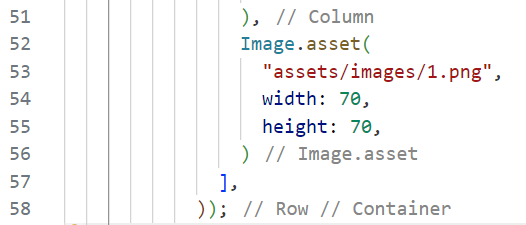 51 ), // Column
52 Image.asset(
53 "assets/images/1.png",
54 width: 70,
55 height: 70,
56 ) // Image.asset
57 ],
58 )); // Row // Container